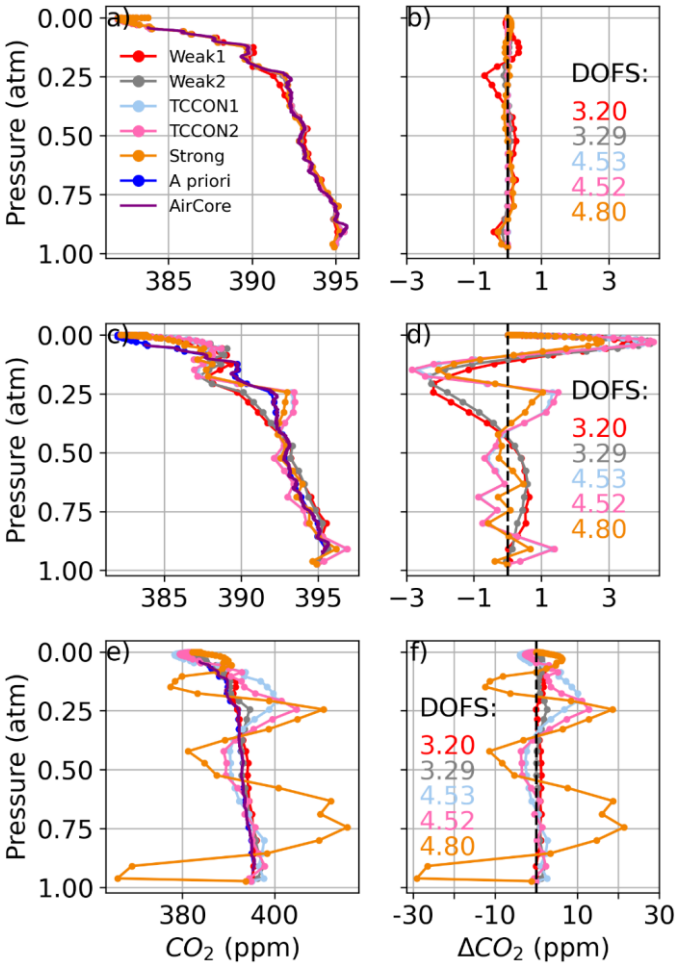 a)
Pressure (atm)
0.00
0.25
0.50
0.75
1.00
Weak1
Weak2
TCCON1
TCCON2
Strong
A priori
AirCore
385
390
395
b)
DOFS:
3.20
3.29
4.53
4.52
4.80
−3
−1
1
3
c)
Pressure (atm)
0.00
0.25
0.50
0.75
1.00
385
390
395
d)
DOFS:
3.20
3.29
4.53
4.52
4.80
−3
−1
1
3
e)
Pressure (atm)
0.00
0.25
0.50
0.75
1.00
380
400
CO₂ (ppm)
f)
DOFS:
3.20
3.29
4.53
4.52
4.80
-30
−10
10
30
ΔCO₂ (ppm)